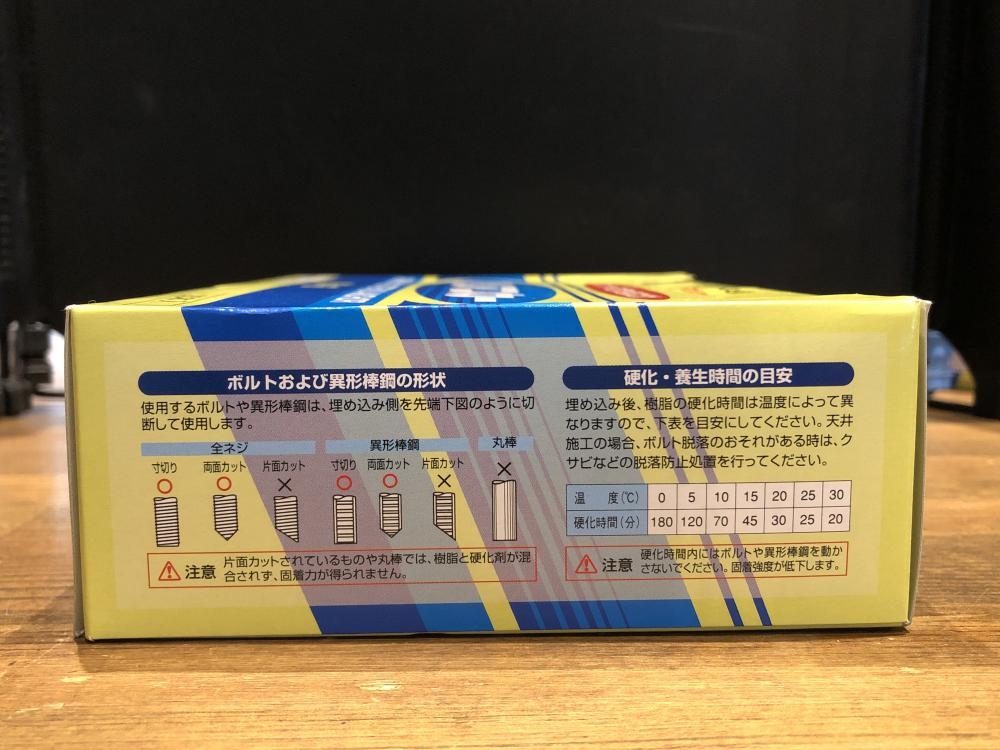 ボルトおよび異形棒鋼の形状
使用するボルトや異形棒鋼は、埋め込み側を先端下図のように切
断して使用します。
全ネジ 異形棒鋼 丸棒
寸切り 両面カット 片面カット 寸切り 両面カット 片面カット
注意 片面カットされているものや丸棒では、樹脂と硬化剤が混
合されず、固着力が得られません。
硬化・養生時間の目安
埋め込み後、樹脂の硬化時間は温度によって異
なりますので、下表を目安にしてください。天井
施工の場合、ボルト脱落のおそれがある時は、ク
サビなどの脱落防止処置を行ってください。
温 度(℃) 0 5 10 15 20 25 30
硬化時間(分) 180 120 70 45 30 25 20
注意 硬化時間内にはボルトや異形棒鋼を動か
さないでください。固着強度が低下します。